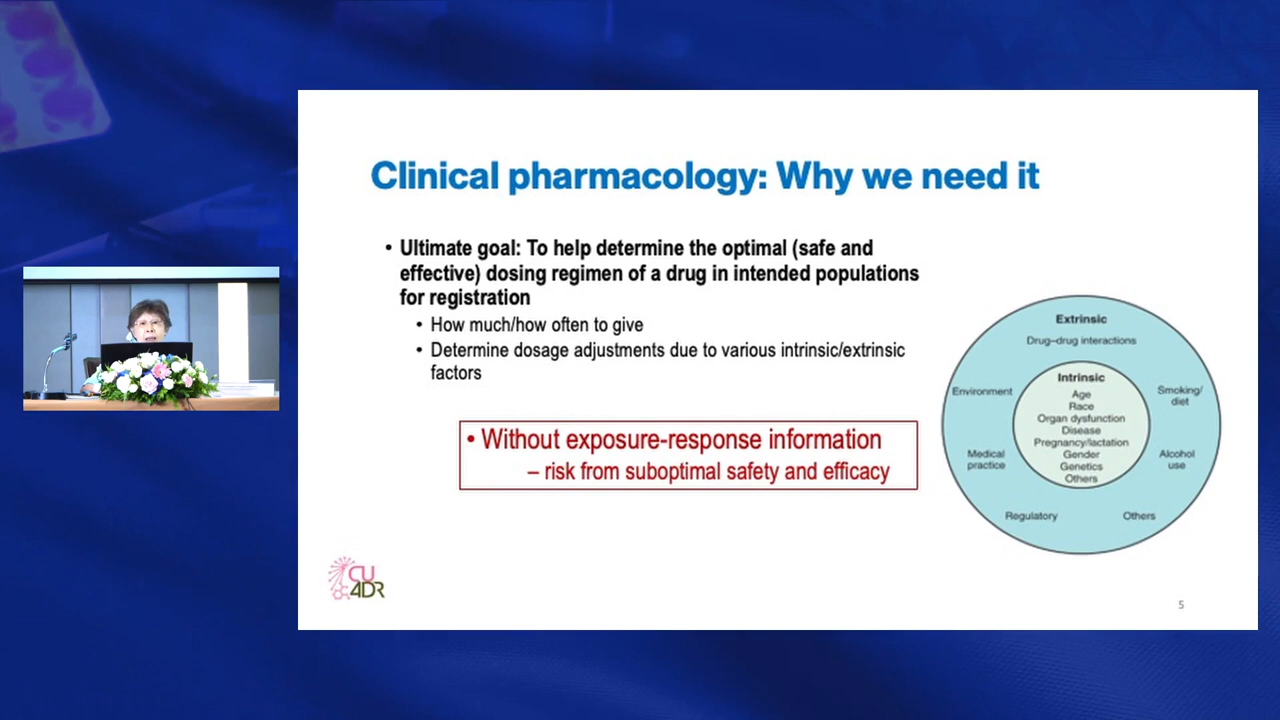 Clinical pharmacology: Why we need it
• Ultimate goal: To help determine the optimal (safe and
effective) dosing regimen of a drug in intended populations
for registration
• How much/how often to give
• Determine dosage adjustments due to various intrinsic/extrinsic
factors
• Without exposure-response information
– risk from suboptimal safety and efficacy
Extrinsic
Drug–drug interactions
Environment
Smoking/
diet
Medical
practice
Alcohol
use
Regulatory
Others
Intrinsic
Age
Race
Organ dysfunction
Disease
Pregnancy/lactation
Gender
Genetics
Others
CU
4DR
5